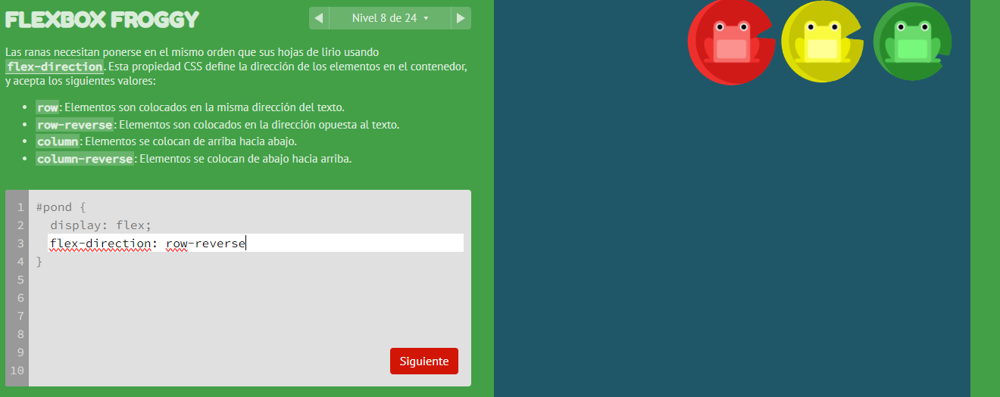 FLEXBOX FROGGY
Nivel 8 de 24
Las ranas necesitan ponerse en el mismo orden que sus hojas de lirio usando
flex-direction. Esta propiedad CSS define la dirección de los elementos en el contenedor,
y acepta los siguientes valores:
• row: Elementos son colocados en la misma dirección del texto.
• row-reverse: Elementos son colocados en la dirección opuesta al texto.
• column: Elementos se colocan de arriba hacia abajo.
• column-reverse: Elementos se colocan de abajo hacia arriba.
1 #pond {
2 display: flex;
3 flex-direction: row-reverse
4 }
5
6
7
8
9
10
Siguiente